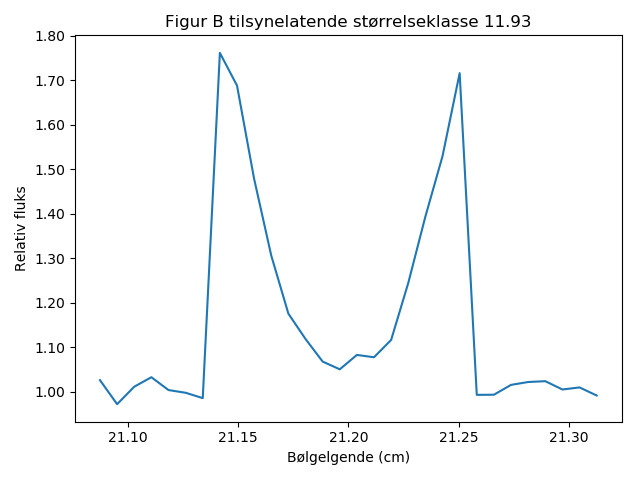 Figur B tilsynelatende størrelseklasse 11.93
1.80
1.70
1.60
1.50
1.40
1.30
1.20
1.10
1.00
Relativ fluks
21.10 21.15 21.20 21.25 21.30
Bølgelgende (cm)